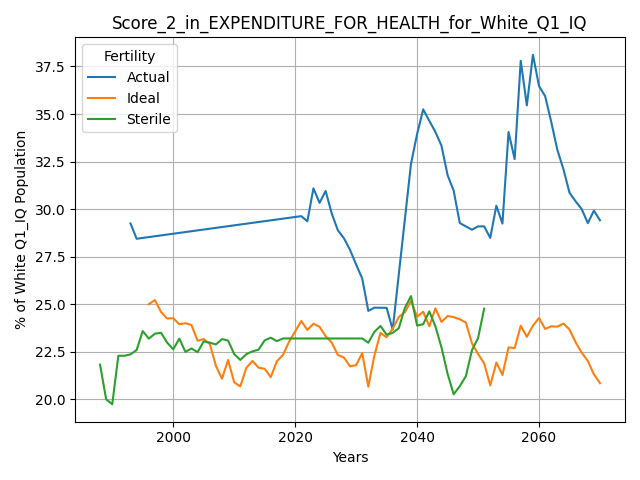 Score_2_in_EXPENDITURE_FOR_HEALTH_for_White_Q1_IQ
Fertility
Actual
Ideal
Sterile
% of White Q1_IQ Population
37.5
35.0
32.5
30.0
27.5
25.0
22.5
20.0
2000
2020
2040
2060
Years